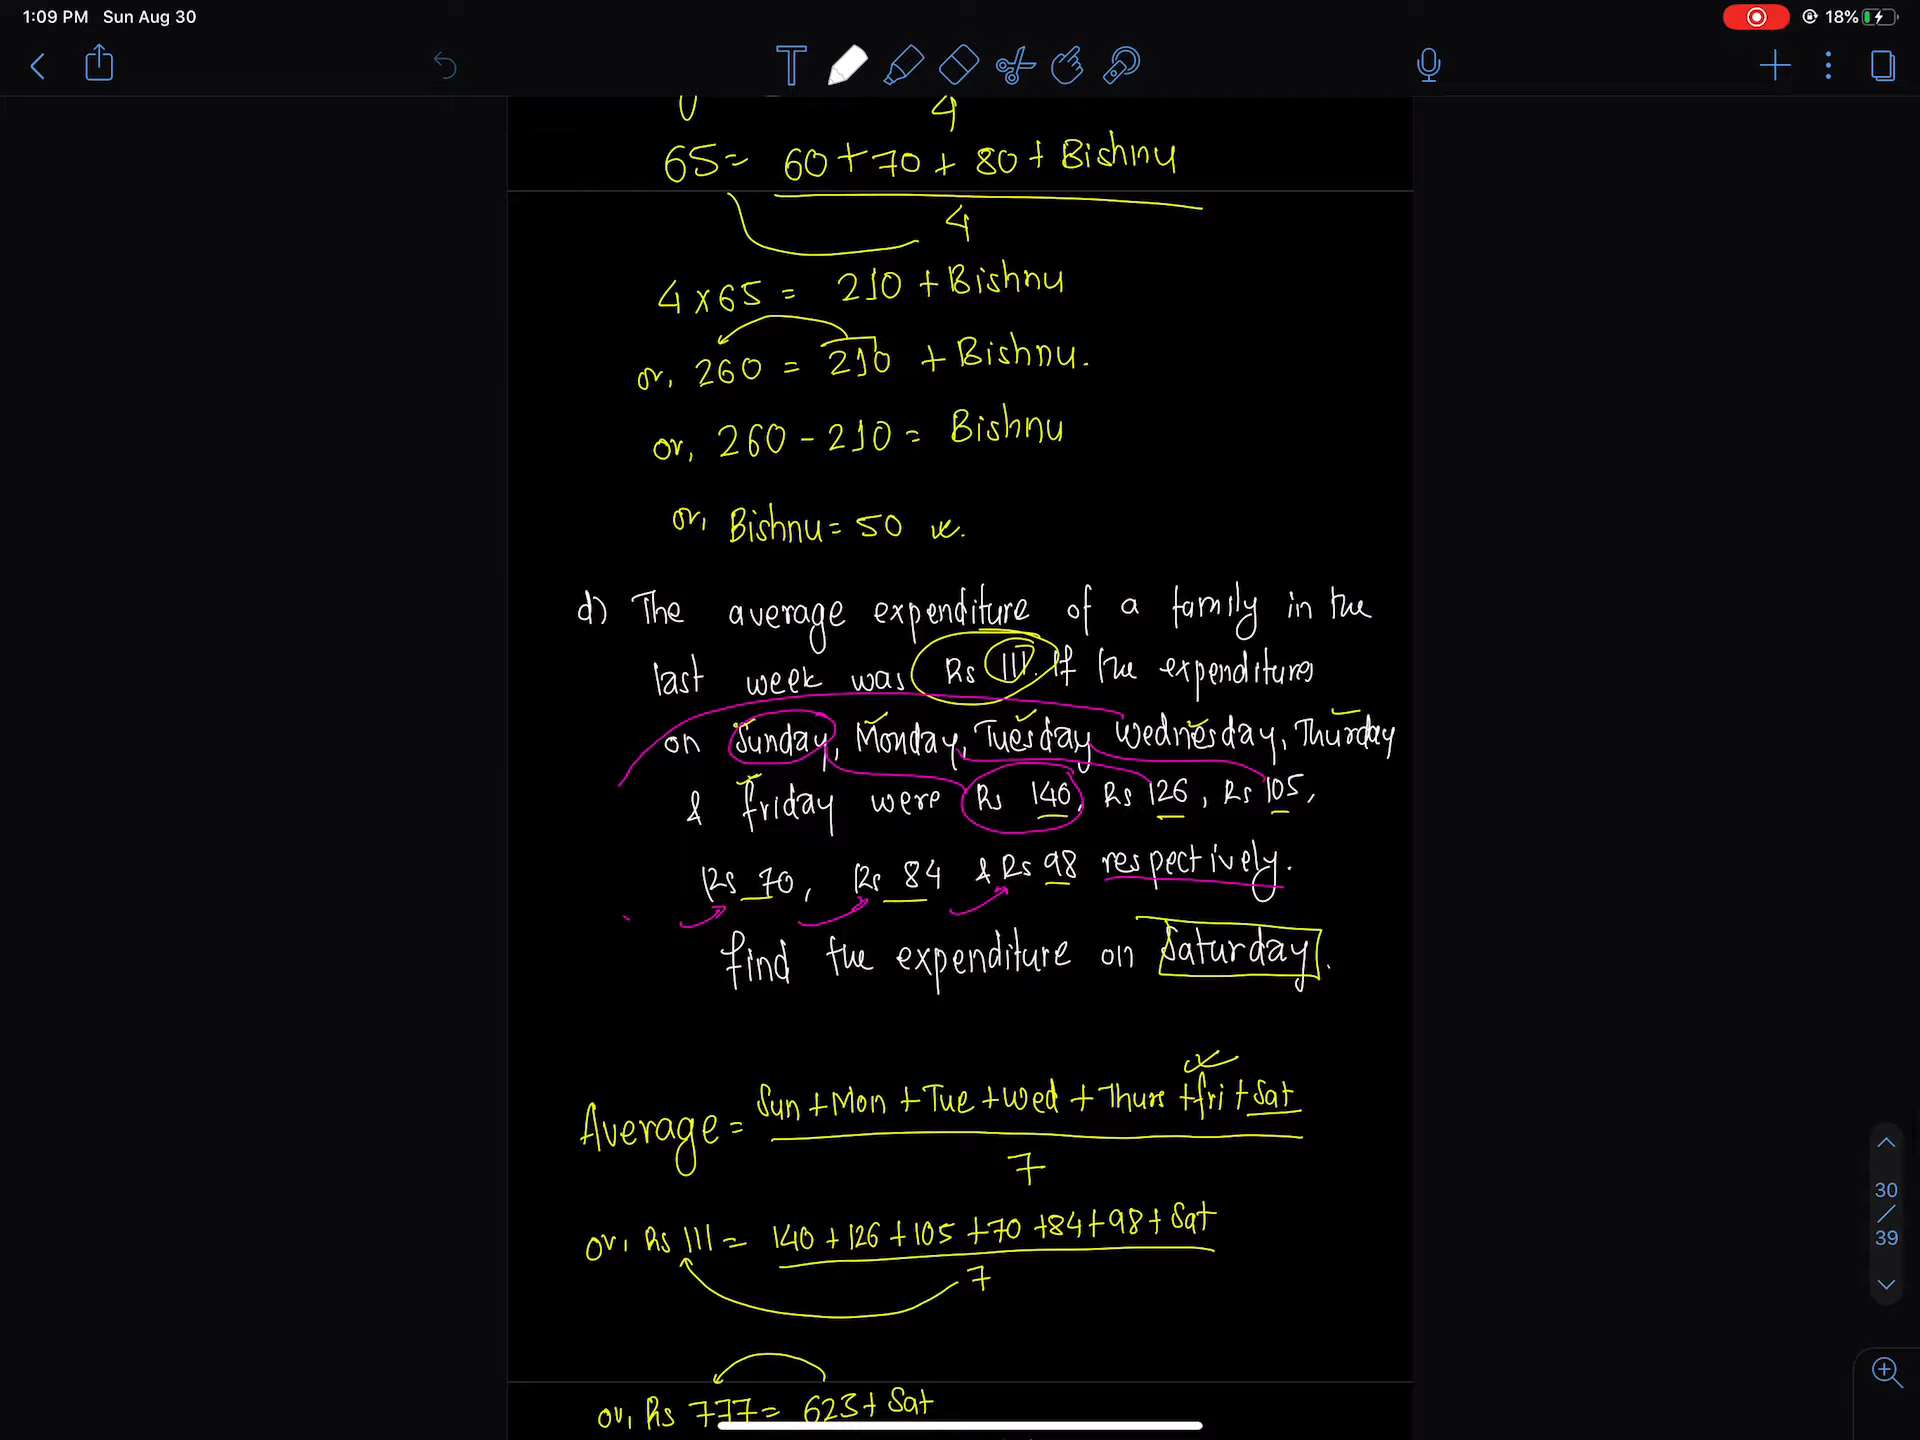 1:09 PM Sun Aug 30
18%
4
65 = 60 + 70 + 80 + Bishnu
4
4 × 65 = 210 + Bishnu
or, 260 = 210 + Bishnu.
or, 260 - 210 = Bishnu
or, Bishnu = 50
d) The average expenditure of a family in the
last week was Rs 111. If the expenditures
on Sunday, Monday, Tuesday Wednesday, Thurday
& Friday were Rs 140, Rs 126, Rs 105,
Rs 70, Rs 84 & Rs 98 respectively.
find the expenditure on Saturday.
Average = Sun + Mon + Tue + Wed + Thurs + fri + Sat
7
or, Rs 111 = 140 + 126 + 105 + 70 + 84 + 98 + Sat
7
or, Rs 777 = 623 + Sat
30
/
39